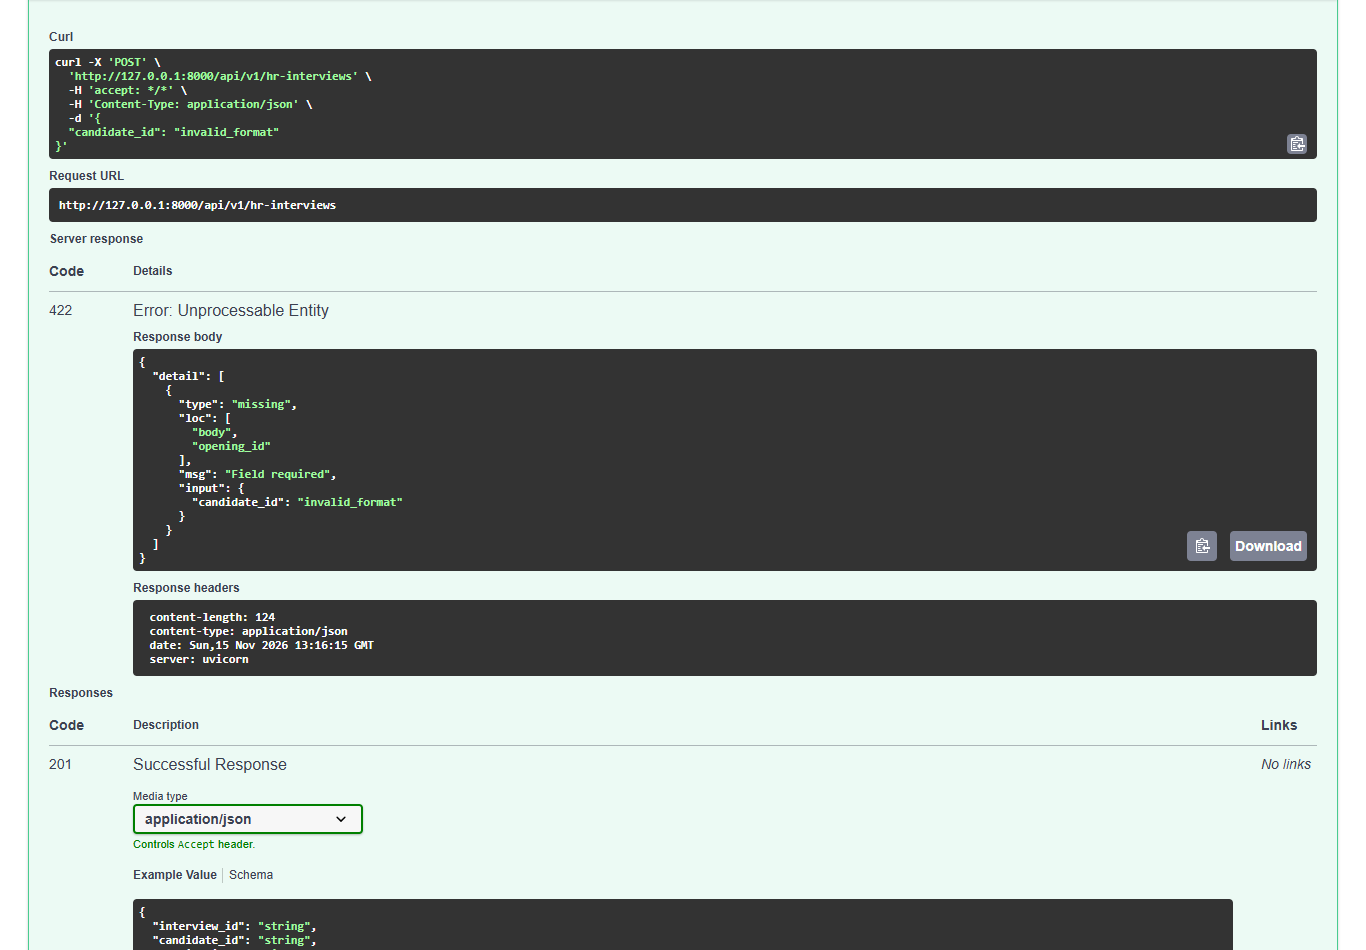 Curl
curl -X 'POST' \
  'http://127.0.0.1:8000/api/v1/hr-interviews' \
  -H 'accept: */*' \
  -H 'Content-Type: application/json' \
  -d '{
  "candidate_id": "invalid_format"
}'
Request URL
http://127.0.0.1:8000/api/v1/hr-interviews
Server response
Code Details
422 Error: Unprocessable Entity
Response body
{
  "detail": [
    {
      "type": "missing",
      "loc": [
        "body",
        "opening_id"
      ],
      "msg": "Field required",
      "input": {
        "candidate_id": "invalid_format"
      }
    }
  ]
}
Download
Response headers
content-length: 124
content-type: application/json
date: Sun,15 Nov 2026 13:16:15 GMT
server: uvicorn
Responses
Code Description Links
201 Successful Response No links
Media type
application/json
Controls Accept header.
Example Value Schema
{
  "interview_id": "string",
  "candidate_id": "string",